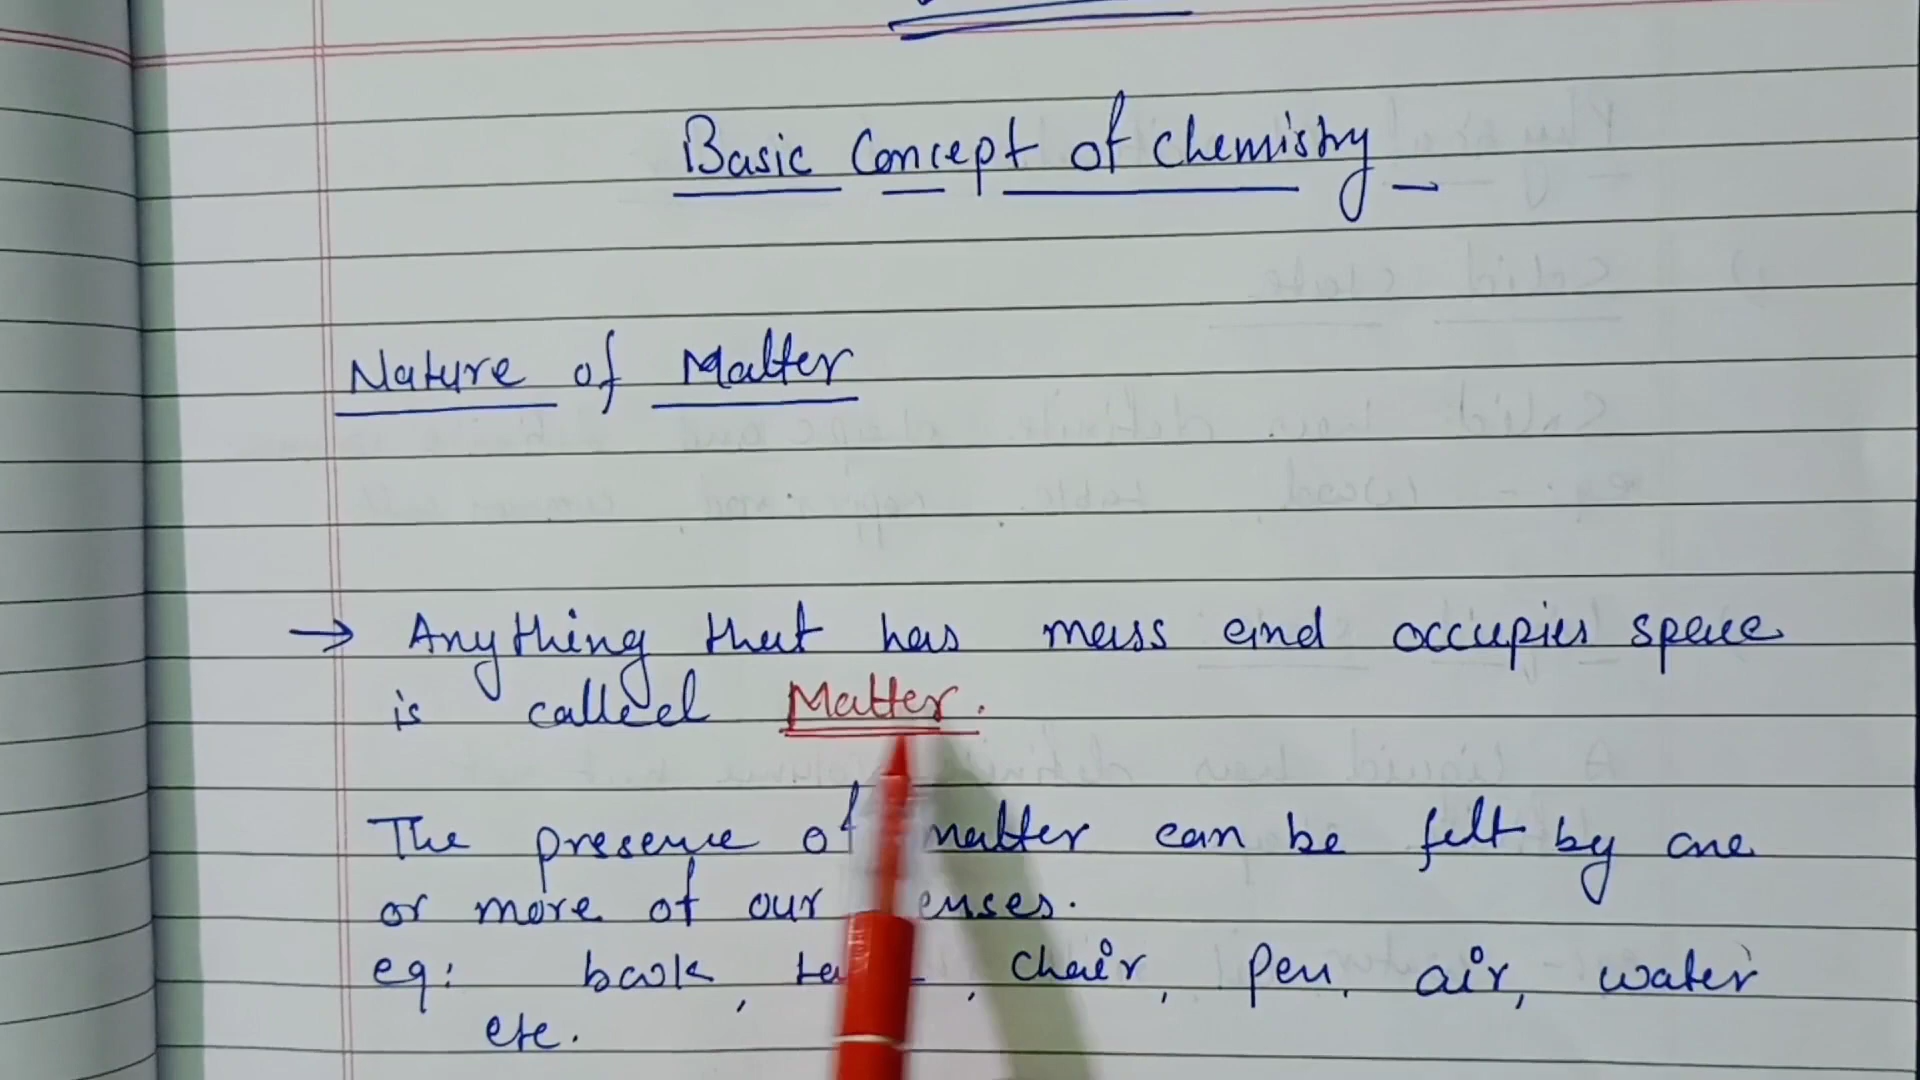 Basic Concept of Chemistry
Nature of Matter
→ Anything that has mass and occupies space
is called Matter.
The presence of matter can be felt by one
or more of our
eg: book, , chair, pen, air, water
etc.